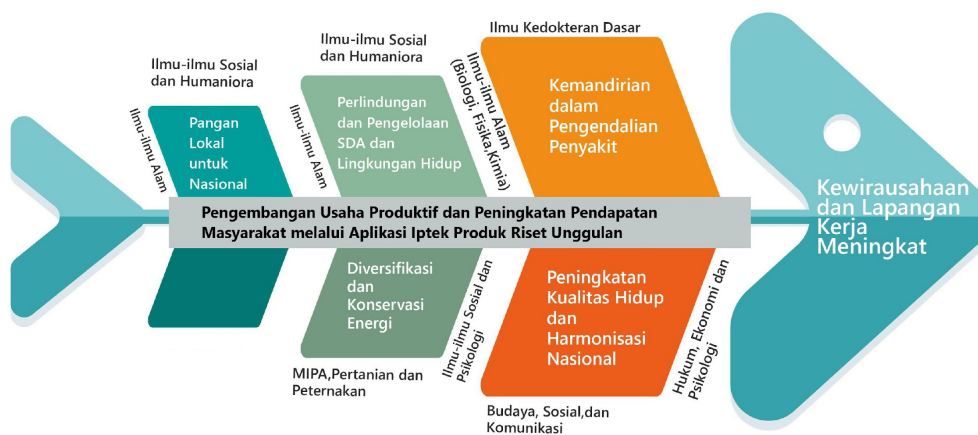 Ilmu Kedokteran Dasar
Ilmu-ilmu Sosial
dan Humaniora
Ilmu-ilmu Sosial
dan Humaniora
Ilmu-ilmu Alam
Pangan
Lokal
untuk
Nasional
Ilmu-ilmu Alam
Perlindungan
dan Pengelolaan
SDA dan
Lingkungan Hidup
Ilmu-ilmu Alam
(Biologi, Fisika,Kimia)
Kemandirian
dalam
Pengendalian
Penyakit
Pengembangan Usaha Produktif dan Peningkatan Pendapatan
Masyarakat melalui Aplikasi Iptek Produk Riset Unggulan
Kewirausahaan
dan Lapangan
Kerja
Meningkat
Diversifikasi
dan
Konservasi
Energi
Ilmu-ilmu Sosial dan
Psikologi
Peningkatan
Kualitas Hidup
dan
Harmonisasi
Nasional
Hukum, Ekonomi dan
Psikologi
MIPA,Pertanian dan
Peternakan
Budaya, Sosial,dan
Komunikasi